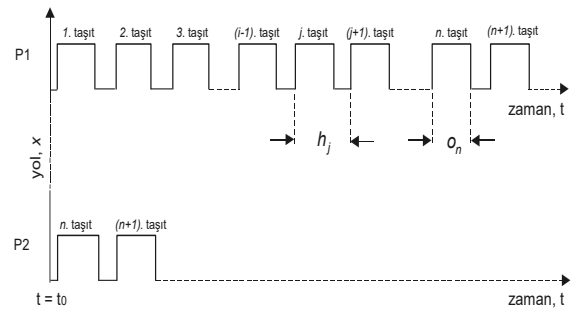 1. taşıt 2. taşıt 3. taşıt (i-1). taşıt j. taşıt (j+1). taşıt n. taşıt (n+1). taşıt
P1
zaman, t
h_j o_n
yol, x
n. taşıt (n+1). taşıt
P2
t = t0 zaman, t